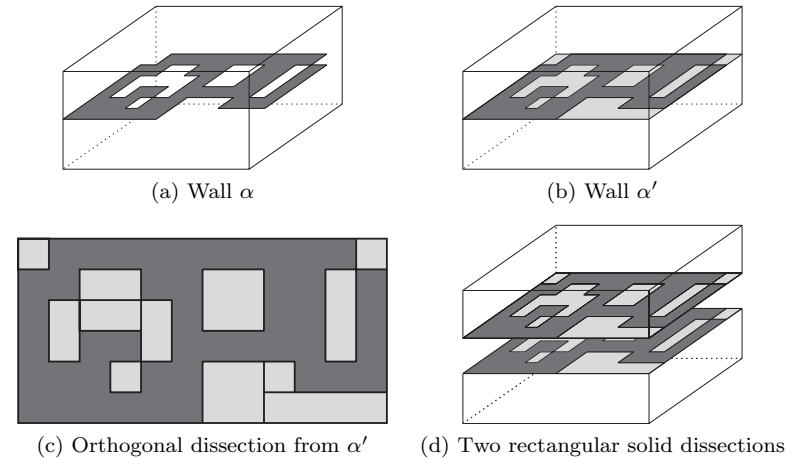 (a) Wall α
(b) Wall α′
(c) Orthogonal dissection from α′
(d) Two rectangular solid dissections